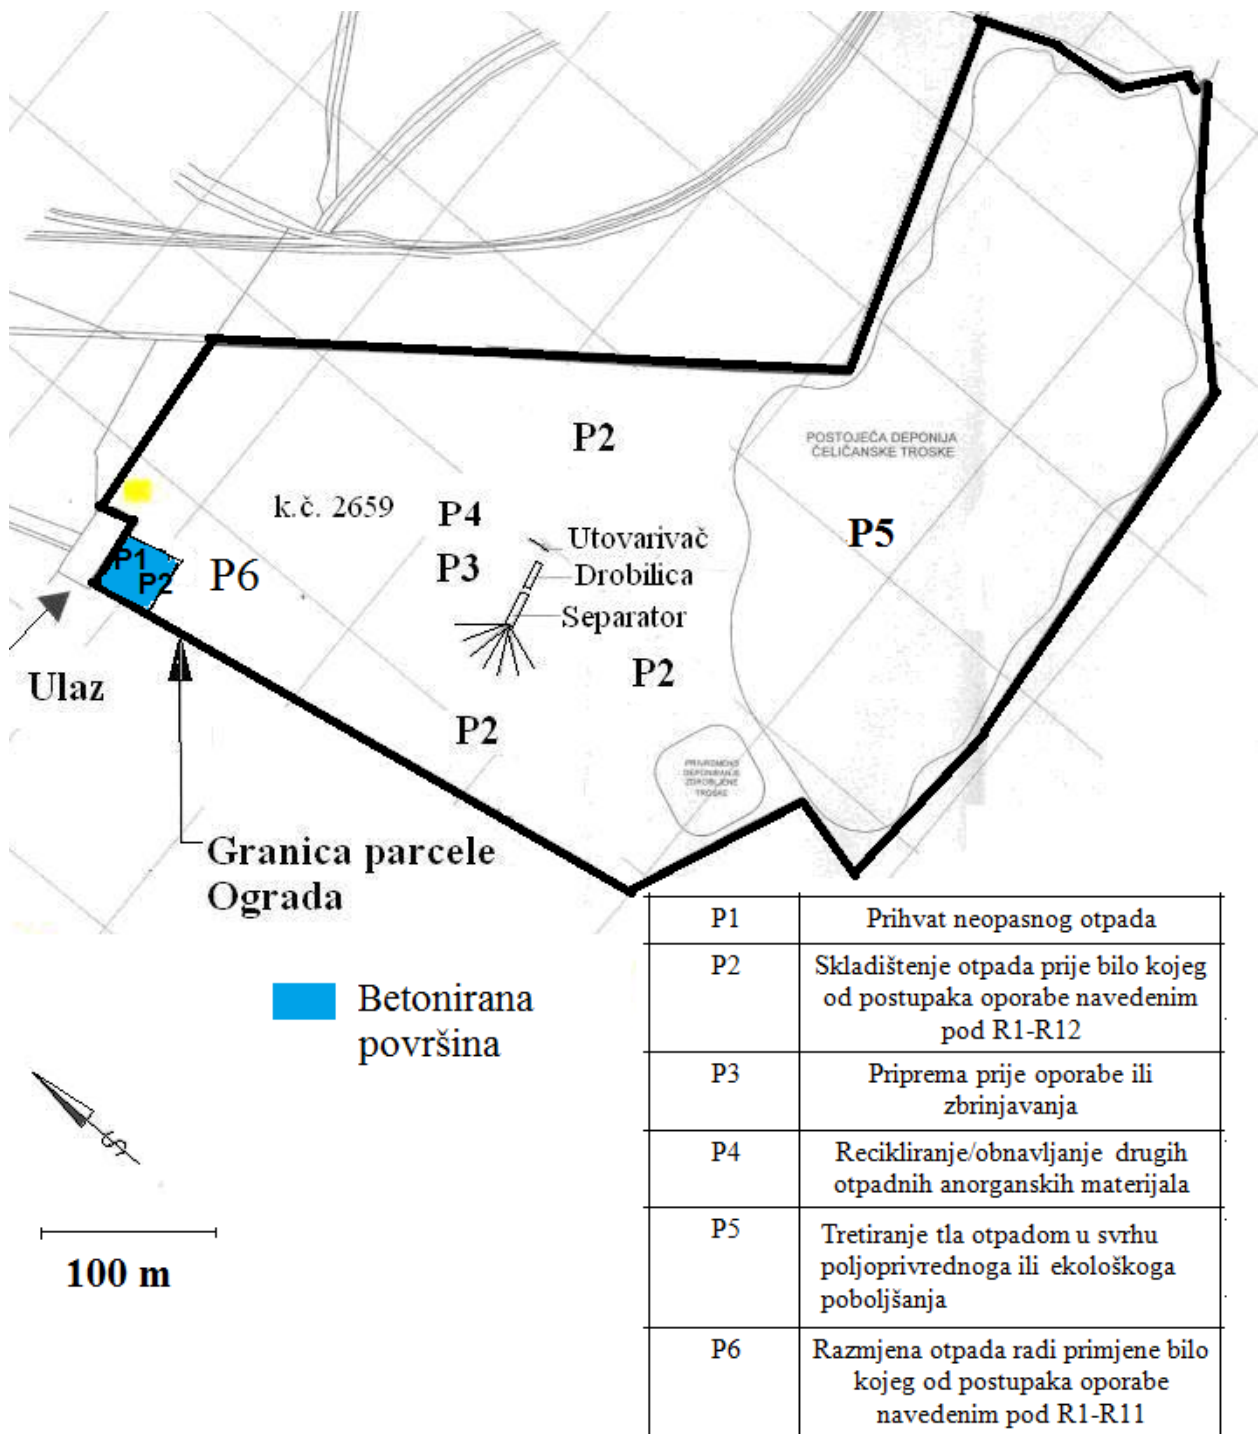 P2
POSTOJEĆA DEPONIJA
ČELIČANSKE TROSKE
k.č. 2659
P4
P5
Utovarivač
P1
P3
Drobilica
P2
P6
Separator
Ulaz
P2
P2
PRIVREMENO
DEPONIRANJE
ZDROBLJENE
TROSKE
Granica parcele
Ograda
Betonirana
površina
S
100 m
P1 Prihvat neopasnog otpada
P2 Skladištenje otpada prije bilo kojeg
od postupaka oporabe navedenim
pod R1-R12
P3 Priprema prije oporabe ili
zbrinjavanja
P4 Recikliranje/obnavljanje drugih
otpadnih anorganskih materijala
P5 Tretiranje tla otpadom u svrhu
poljoprivrednoga ili ekološkoga
poboljšanja
P6 Razmjena otpada radi primjene bilo
kojeg od postupaka oporabe
navedenim pod R1-R11